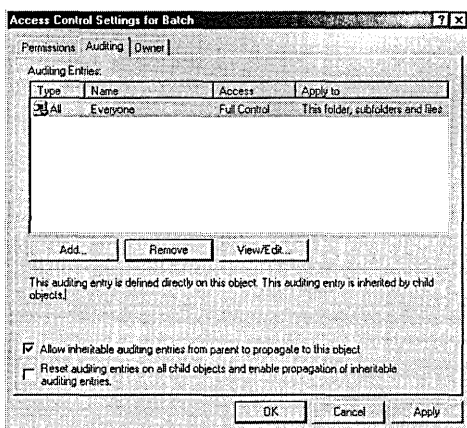 Access Control Settings for Batch
Permissions Auditing Owner
Auditing Entries:
Type Name Access Apply to
All Everyone Full Control This folder, subfolders and files
Add... Remove View/Edit...
This auditing entry is defined directly on this object. This auditing entry is inherited by child
objects.
Allow inheritable auditing entries from parent to propagate to this object
Reset auditing entries on all child objects and enable propagation of inheritable
auditing entries.
OK Cancel Apply